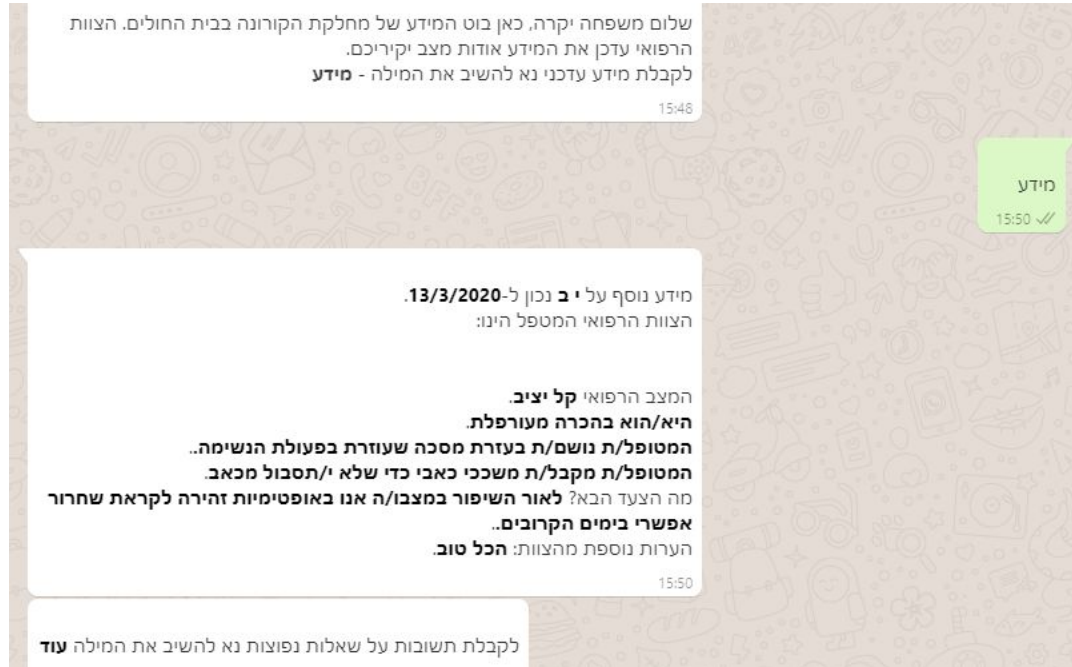 שלום משפחה יקרה, כאן בוט המידע של מחלקת הקורונה בבית החולים. הצוות
הרפואי עדכן את המידע אודות מצב יקיריכם.
לקבלת מידע עדכני נא להשיב את המילה - מידע
15:48
מידע
15:50
מידע נוסף על י ב נכון ל-13/3/2020.
הצוות הרפואי המטפל הינו:
המצב הרפואי קל יציב.
היא/הוא בהכרה מעורפלת.
המטופל/ת נושם/ת בעזרת מסכה שעוזרת בפעולת הנשימה..
המטופל/ת מקבל/ת משככי כאבי כדי שלא י/תסבול מכאב.
מה הצעד הבא? לאור השיפור במצבו/ה אנו באופטימיות זהירה לקראת שחרור
אפשרי בימים הקרובים..
הערות נוספת מהצוות: הכל טוב.
15:50
לקבלת תשובות על שאלות נפוצות נא להשיב את המילה עוד